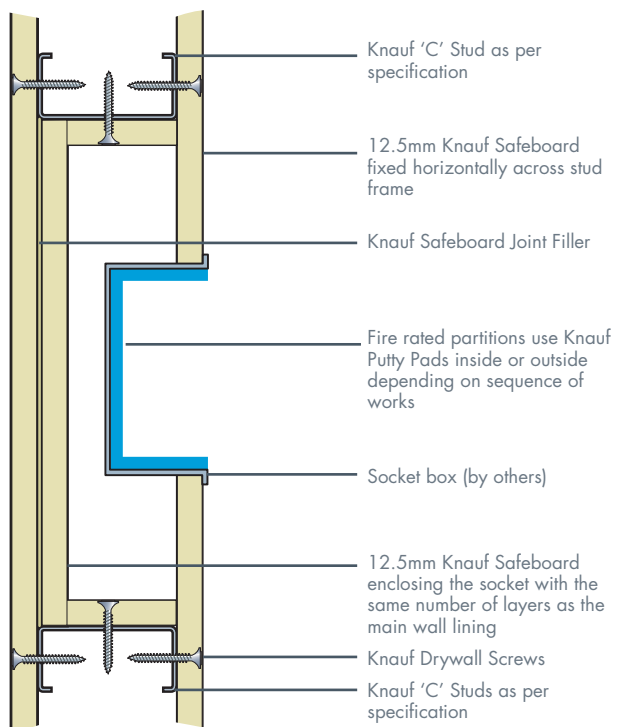 Knauf ‘C’ Stud as per
specification
12.5mm Knauf Safeboard
fixed horizontally across stud
frame
Knauf Safeboard Joint Filler
Fire rated partitions use Knauf
Putty Pads inside or outside
depending on sequence of
works
Socket box (by others)
12.5mm Knauf Safeboard
enclosing the socket with the
same number of layers as the
main wall lining
Knauf Drywall Screws
Knauf ‘C’ Studs as per
specification